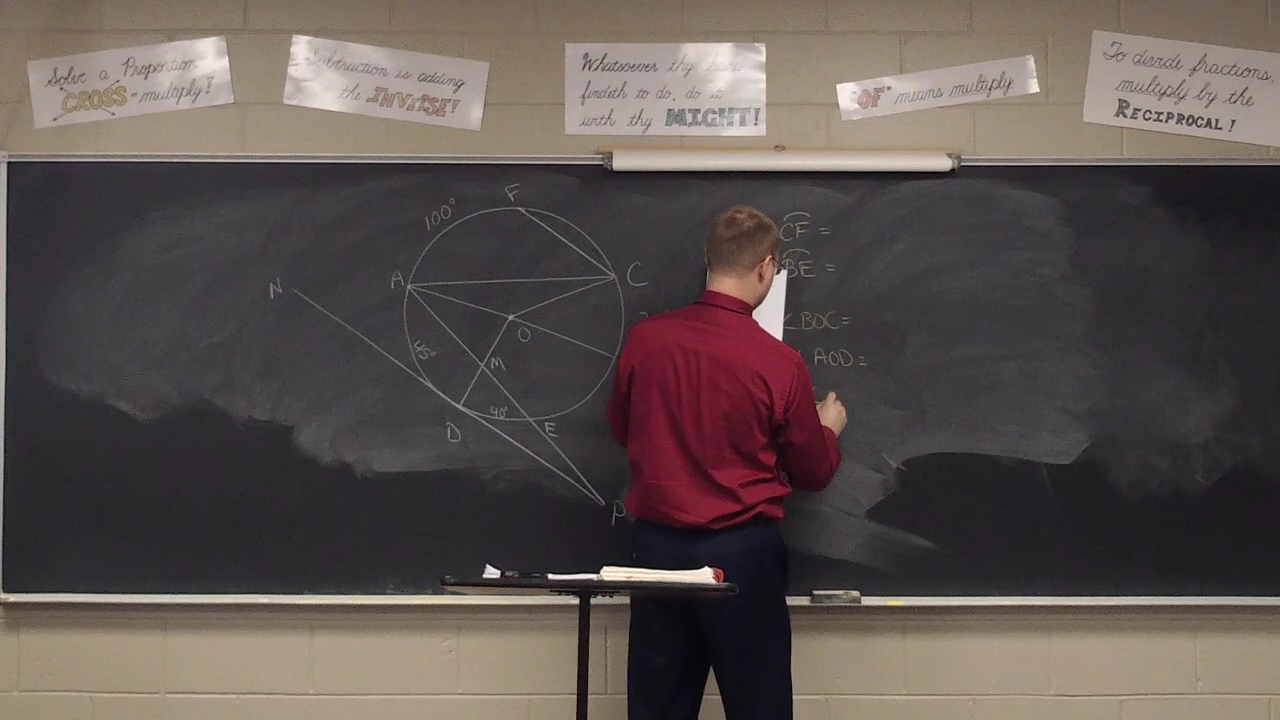 Solve a Proportion
CROSS-multiply!
Subtraction is adding
the INVERSE!
Whatsoever thy hand
findeth to do, do it
with thy MIGHT!
"OF" means multiply
To divide fractions,
multiply by the
RECIPROCAL!
F
100°
A
C
N
O
45°
M
40°
D
E
P
CF =
BE =
∠BOC=
∠AOD=